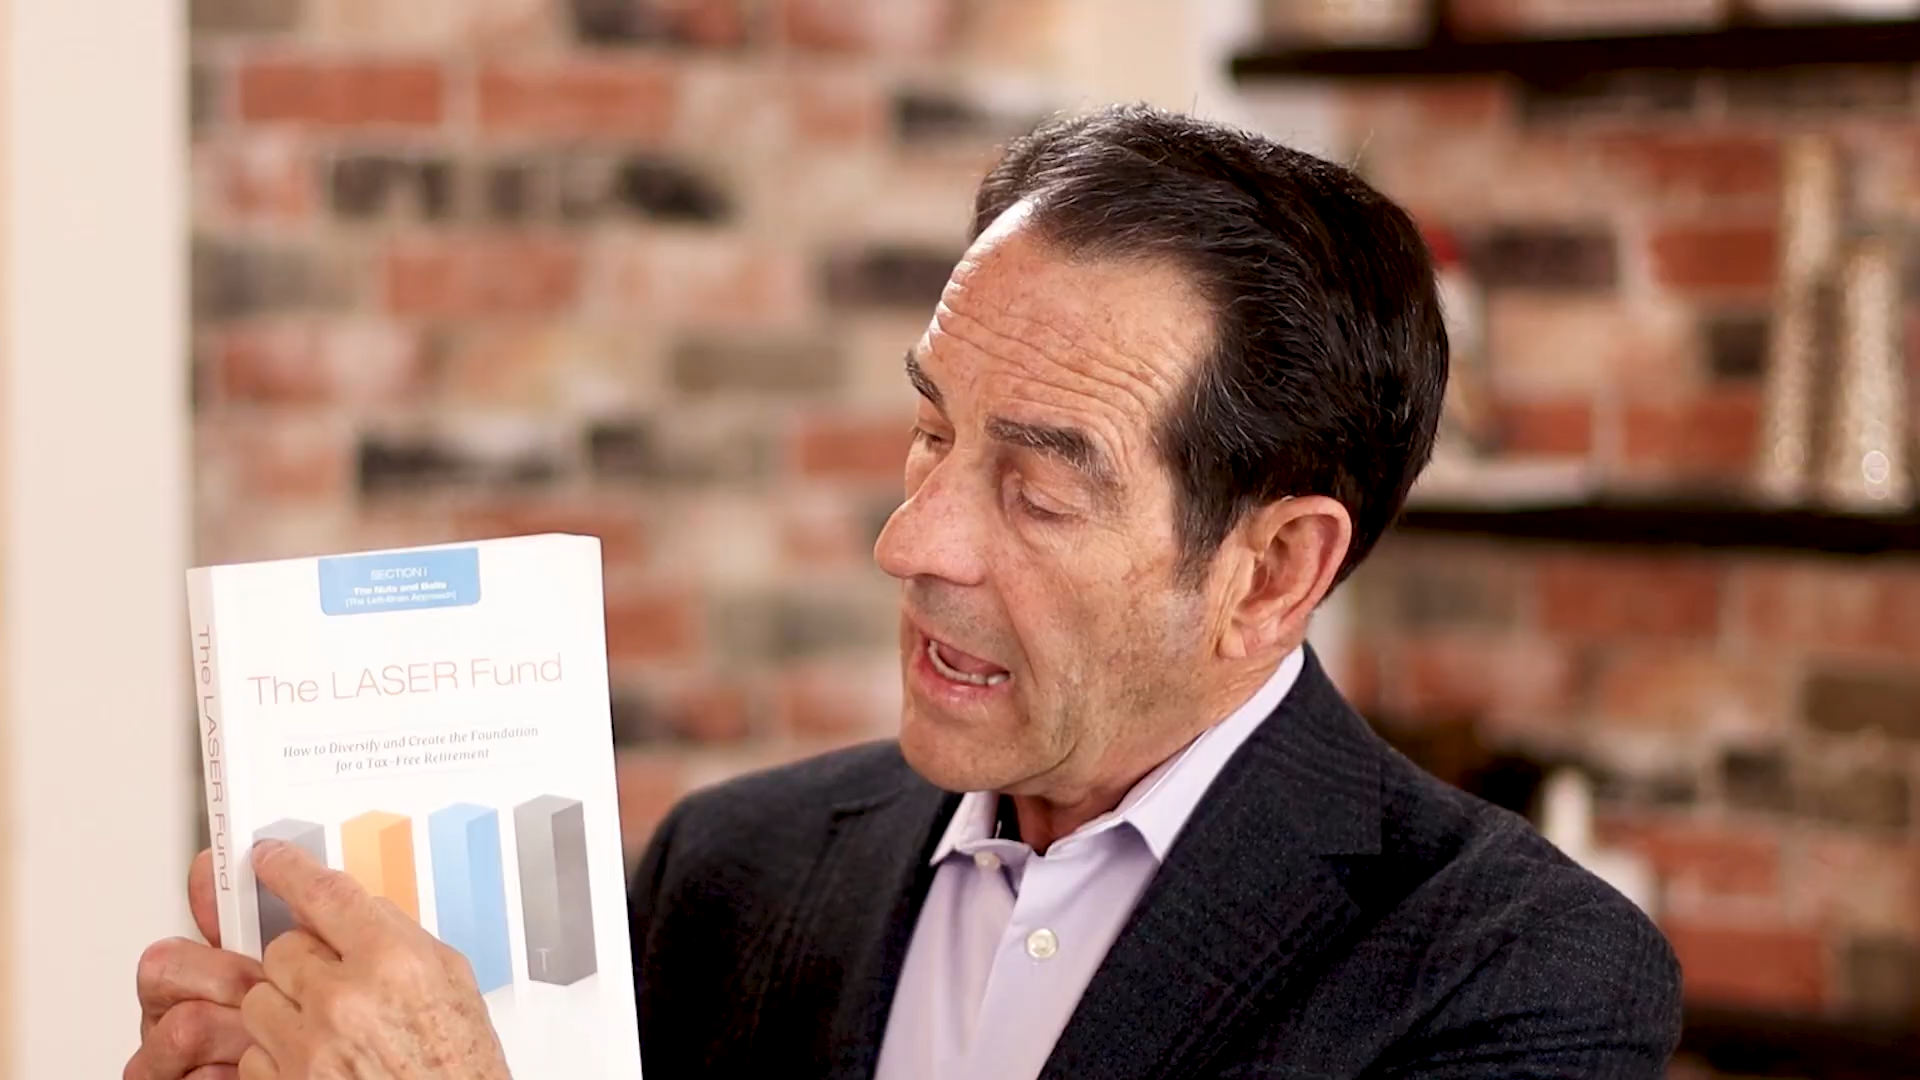 SECTION I
The Nuts and Bolts
[The Left-Brain Approach]
The LASER Fund
The LASER Fund
How to Diversify and Create the Foundation
for a Tax-Free Retirement
T